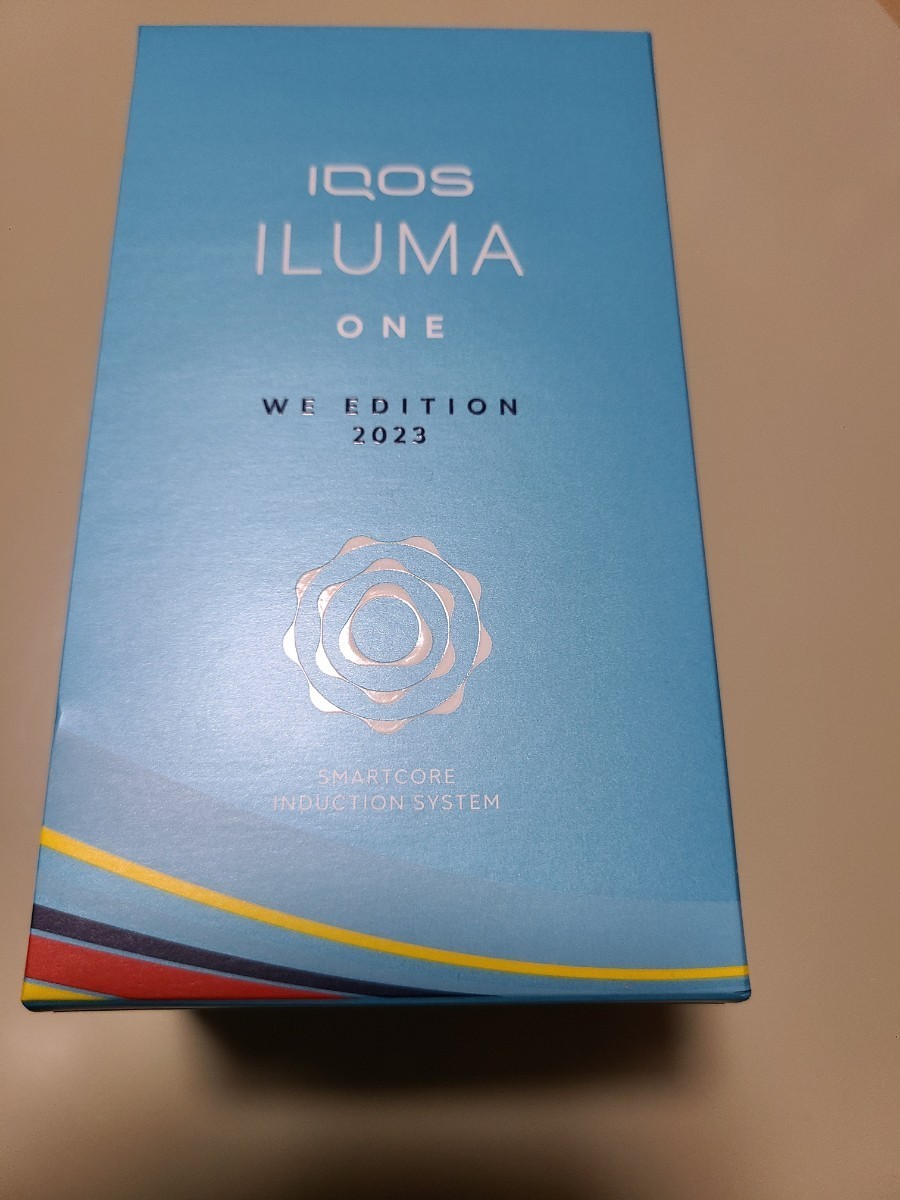 IQOS
ILUMA
ONE
WE EDITION
2023
SMARTCORE
INDUCTION SYSTEM